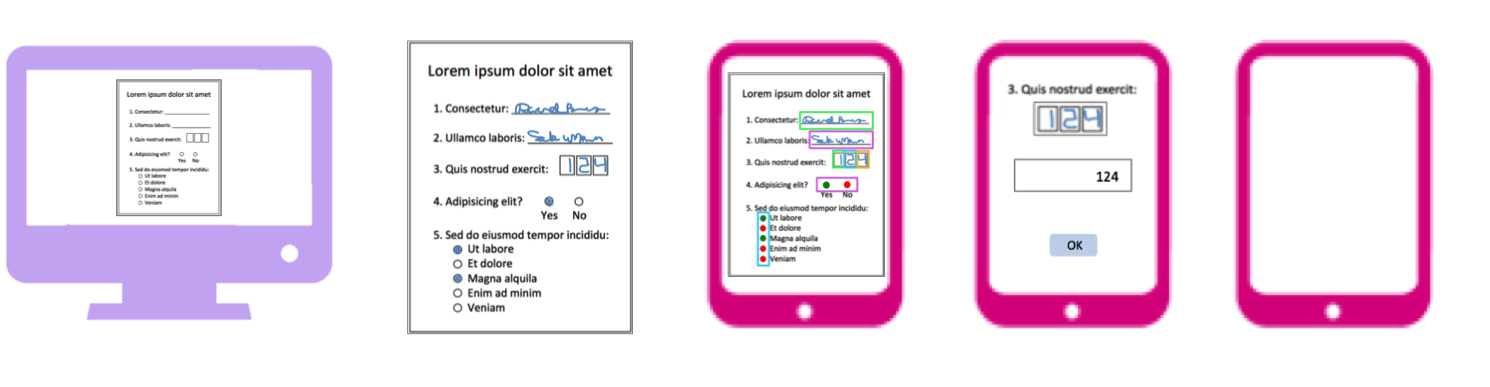 Lorem ipsum dolor sit amet
1. Consectetur:
2. Ullamco laboris:
3. Quis nostrud exercit:
4. Adipisicing elit?
Yes No
5. Sed do eiusmod tempor incididu:
Ut labore
Et dolore
Magna alquila
Enim ad minim
Veniam
Lorem ipsum dolor sit amet
1. Consectetur:
2. Ullamco laboris:
3. Quis nostrud exercit: 124
4. Adipisicing elit?
Yes No
5. Sed do eiusmod tempor incididu:
Ut labore
Et dolore
Magna alquila
Enim ad minim
Veniam
Lorem ipsum dolor sit amet
1. Consectetur:
2. Ullamco laboris:
3. Quis nostrud exercit: 124
4. Adipisicing elit?
Yes No
5. Sed do eiusmod tempor incididu:
Ut labore
Et dolore
Magna alquila
Enim ad minim
Veniam
3. Quis nostrud exercit:
124
124
OK